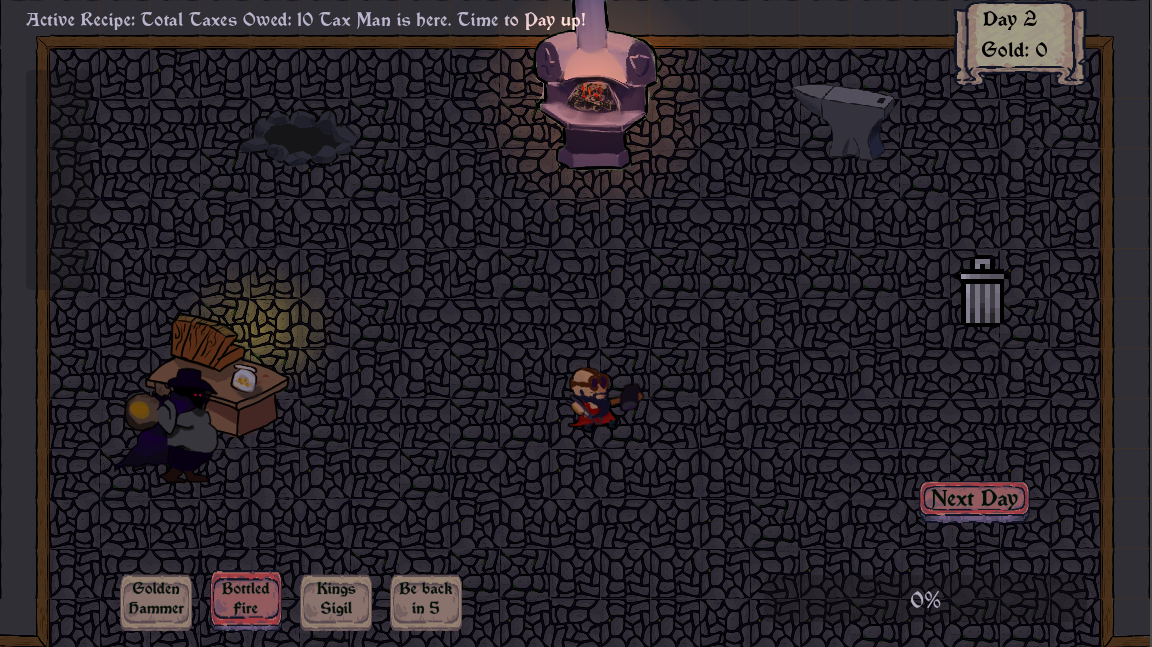 Active Recipe: Total Taxes Owed: 10 Tax Man is here. Time to Pay up!
Day 2
Gold: 0
Next Day
Golden
Hammer
Bottled
Fire
Kings
Sigil
Be back
in 5
0%